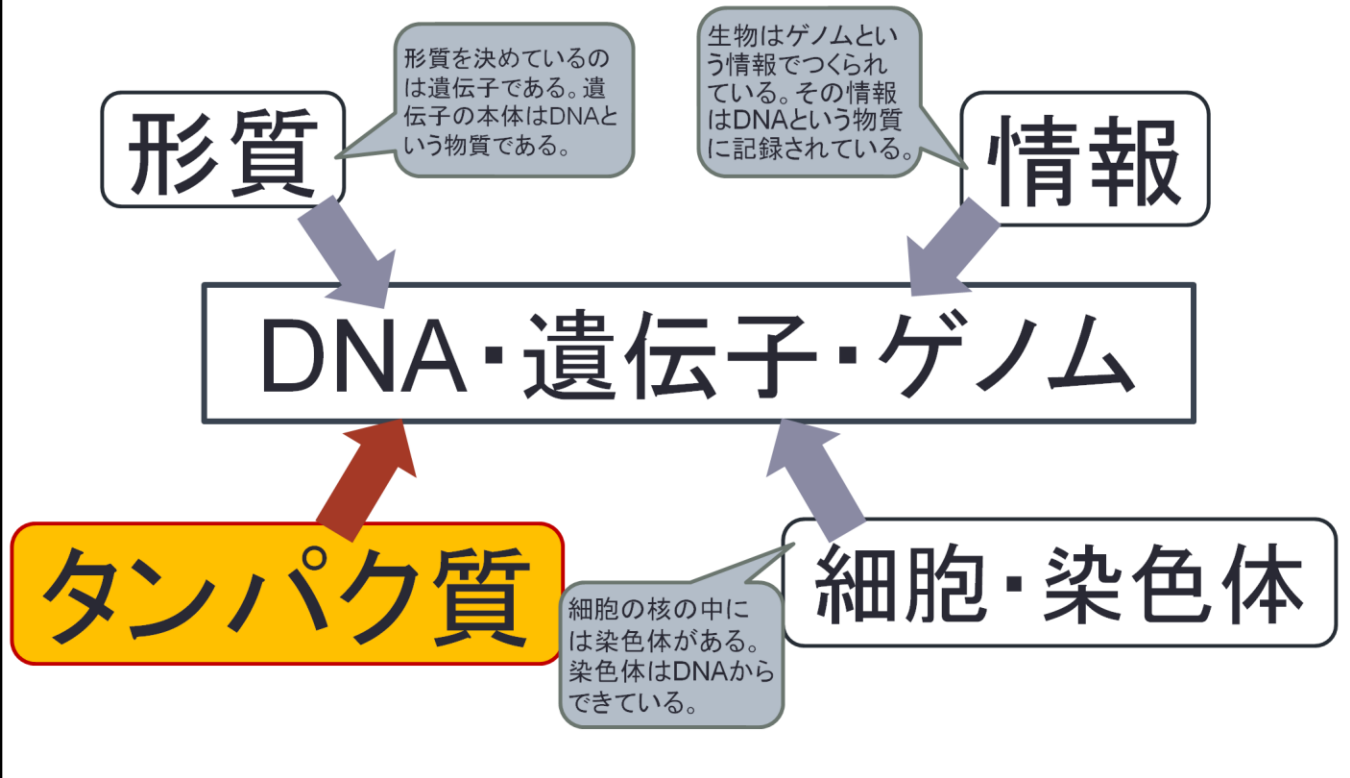 形質を決めているの
は遺伝子である。遺
伝子の本体はDNAと
いう物質である。
生物はゲノムとい
う情報でつくられ
ている。その情報
はDNAという物質
に記録されている。
形質
情報
DNA・遺伝子・ゲノム
タンパク質
細胞・染色体
細胞の核の中に
は染色体がある。
染色体はDNAから
できている。